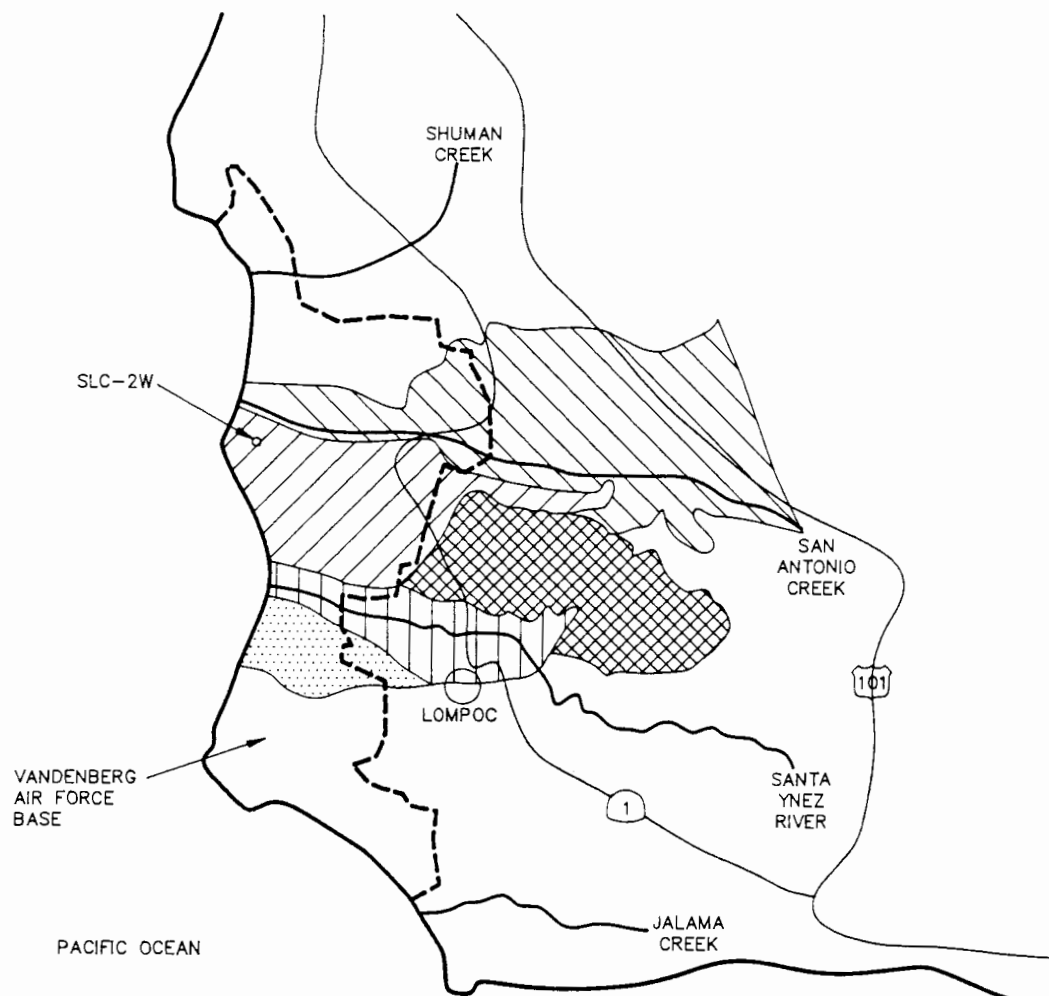 SHUMAN
CREEK
SLC-2W
SAN
ANTONIO
CREEK
101
LOMPOC
VANDENBERG
AIR FORCE
BASE
SANTA
YNEZ
RIVER
1
JALAMA
CREEK
PACIFIC OCEAN